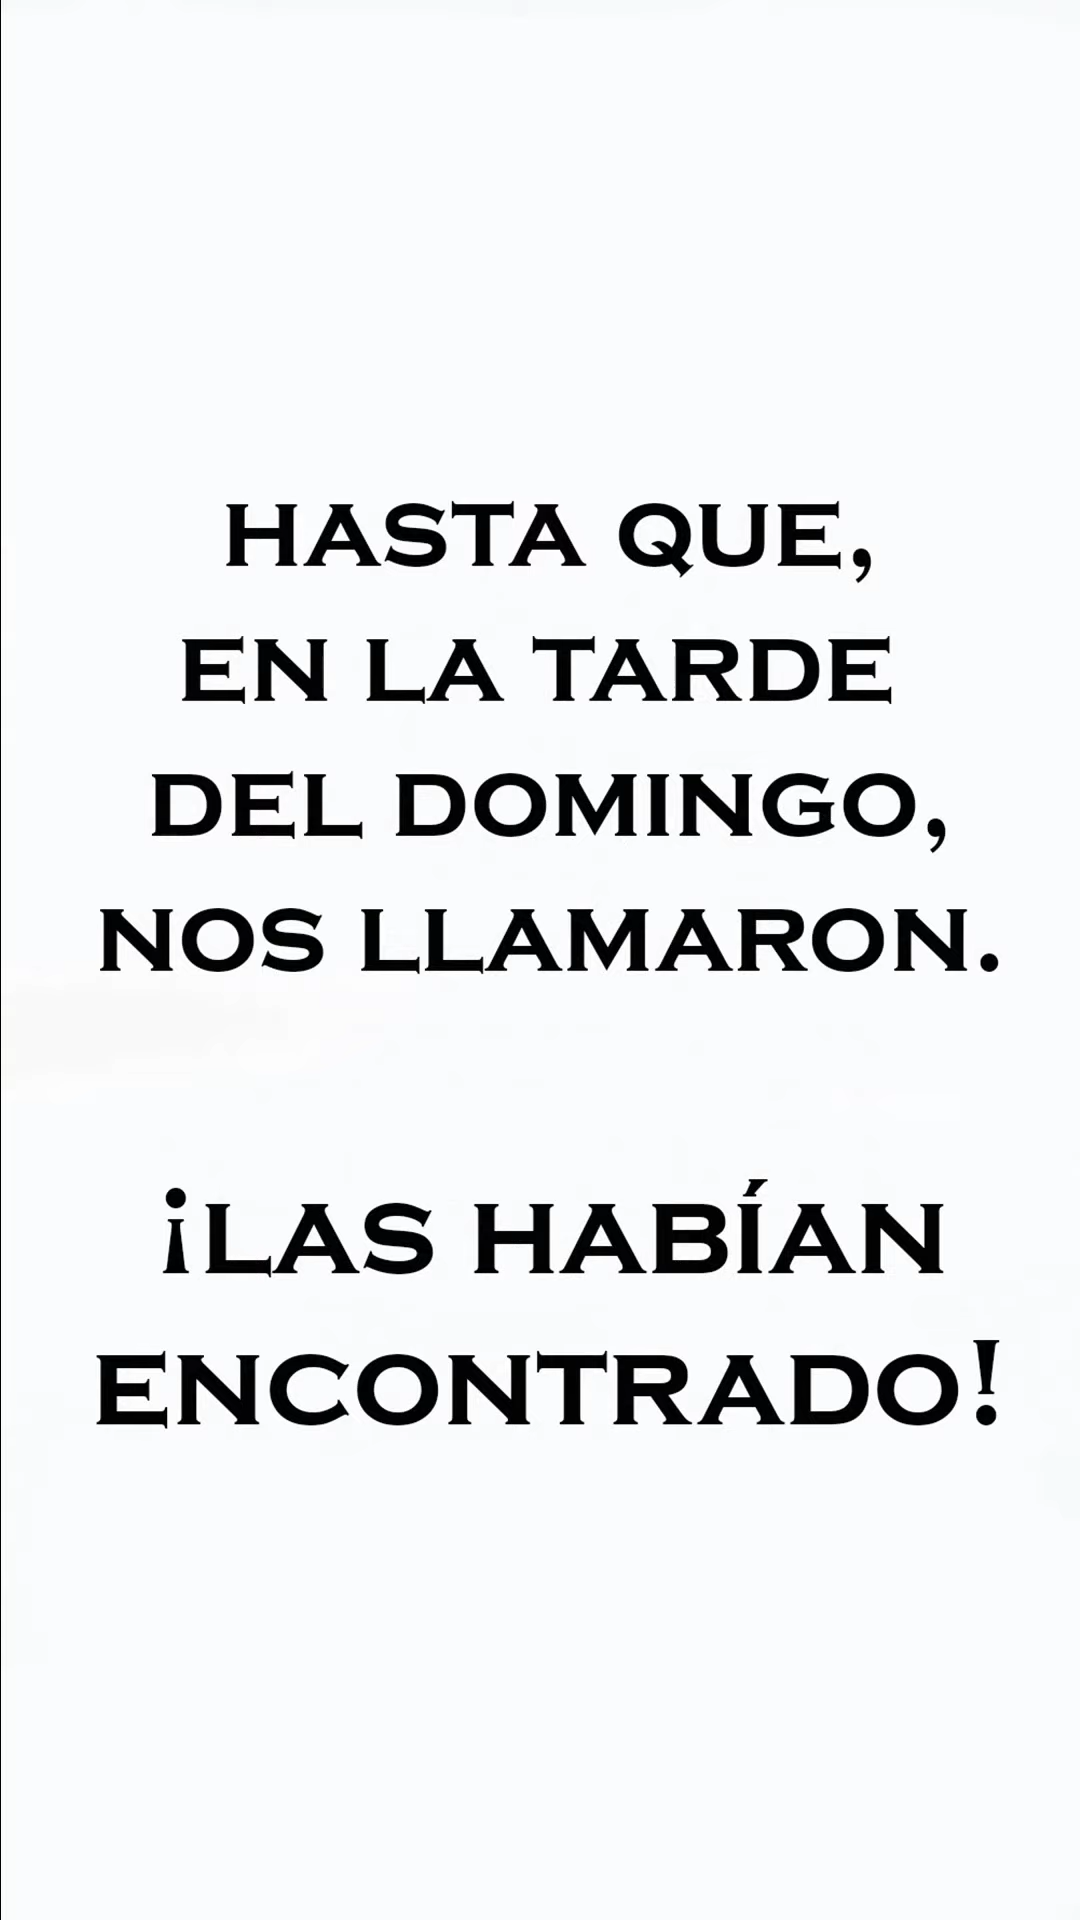 HASTA QUE,
EN LA TARDE
DEL DOMINGO,
NOS LLAMARON.
¡LAS HABÍAN
ENCONTRADO!